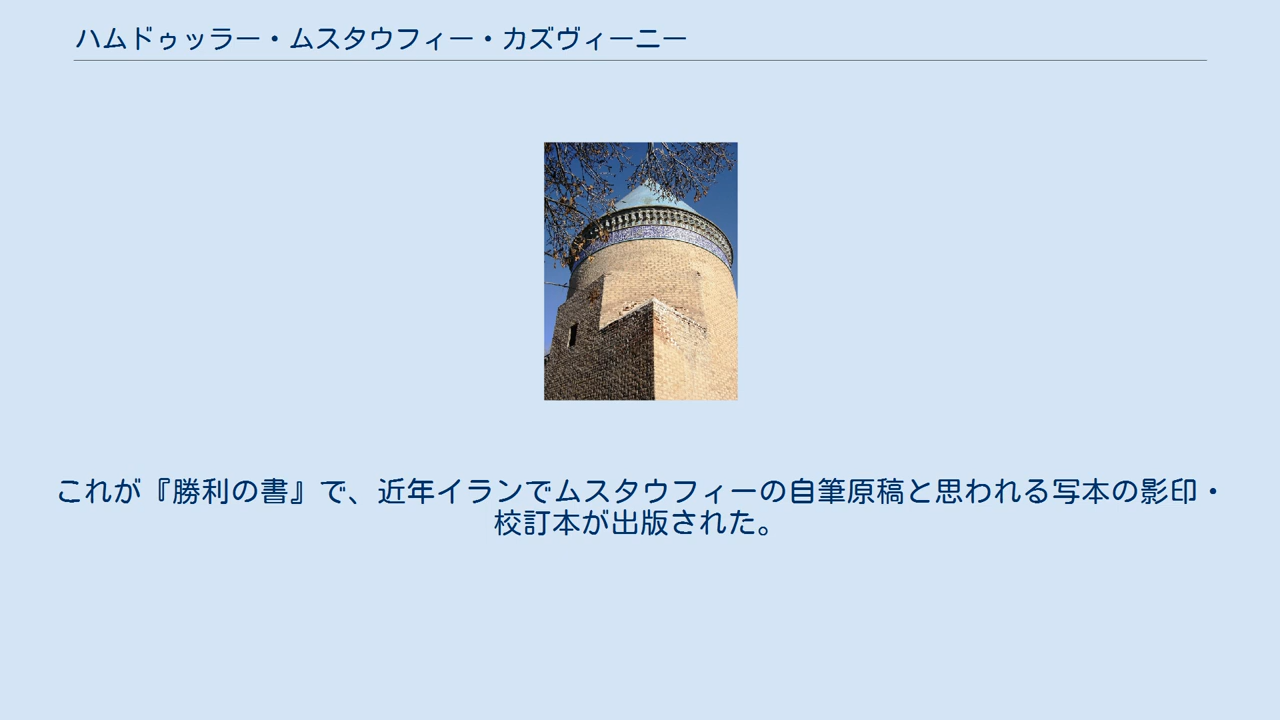 ハムドゥッラー・ムスタウフィー・カズヴィーニー
これが『勝利の書』で、近年イランでムスタウフィーの自筆原稿と思われる写本の影印・
校訂本が出版された。